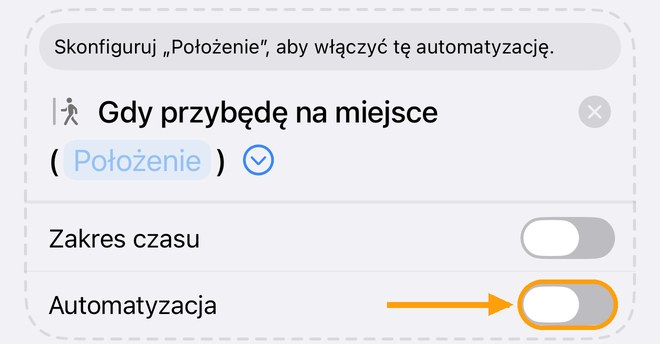 Skonfiguruj „Położenie”, aby włączyć tę automatyzację.
Gdy przybędę na miejsce
( Położenie )
Zakres czasu
Automatyzacja